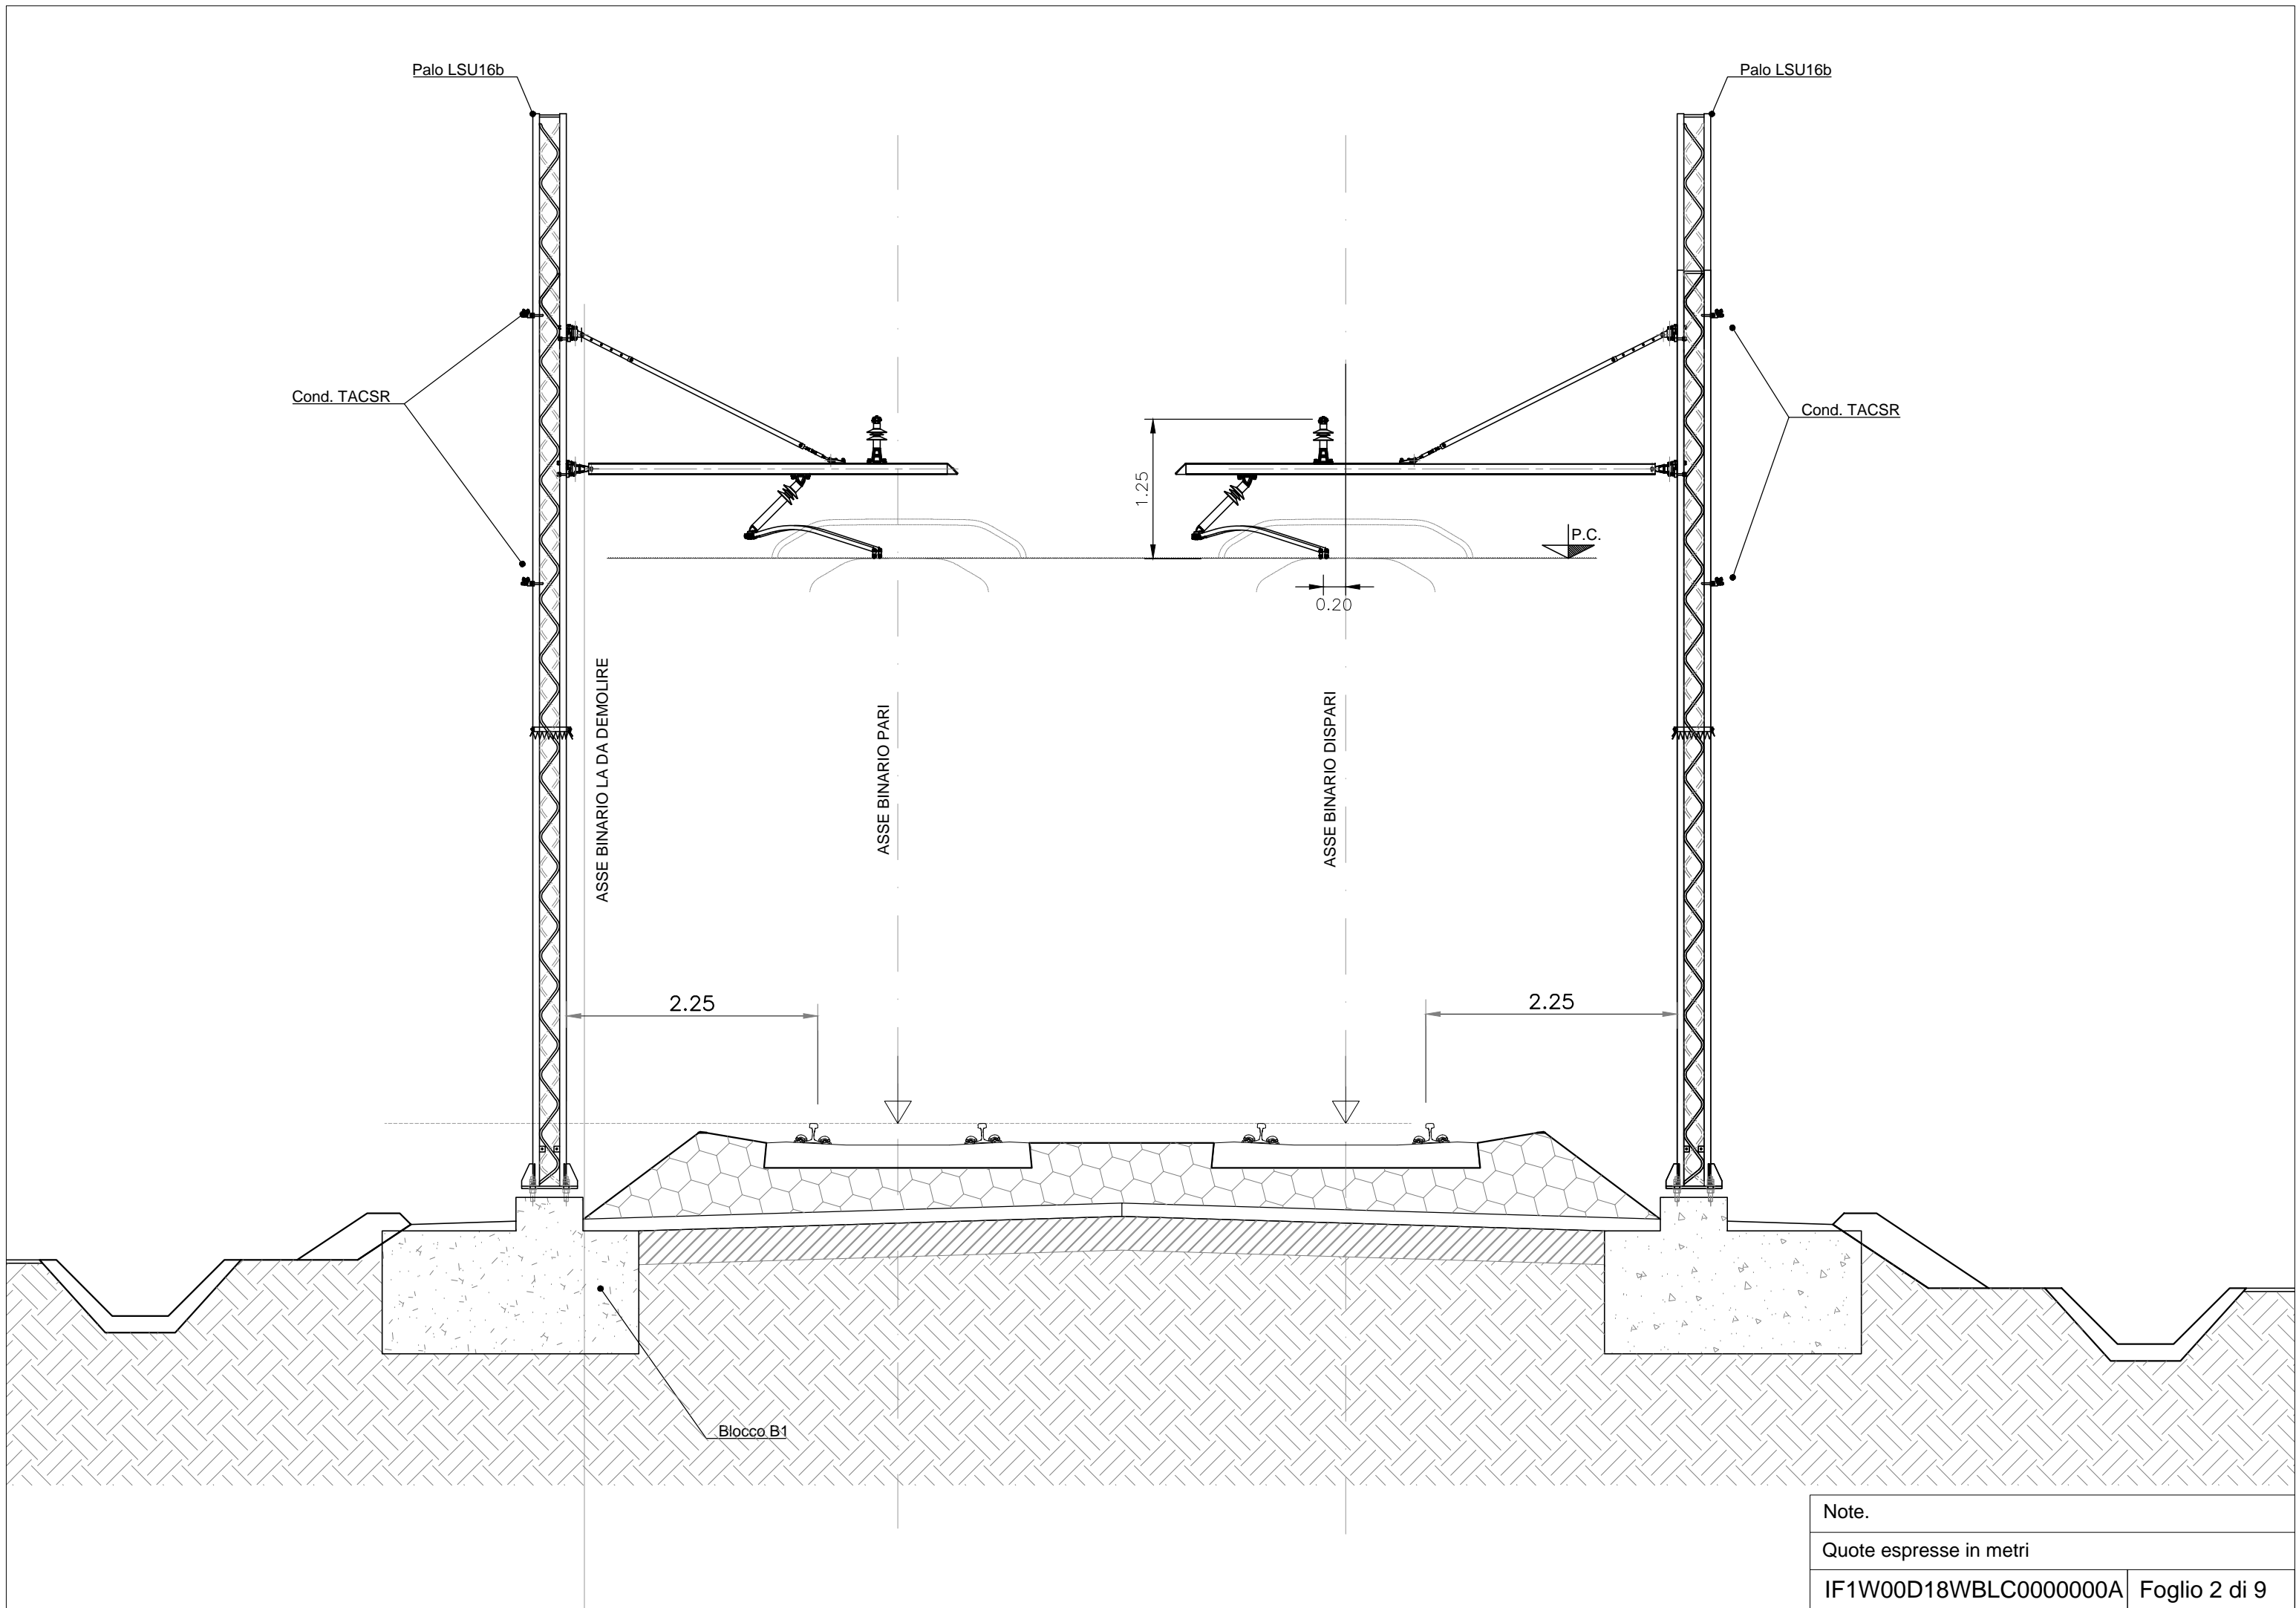 Palo LSU16b
Palo LSU16b
Cond. TACSR
Cond. TACSR
1.25
P.C.
0.20
ASSE BINARIO LA DA DEMOLIRE
ASSE BINARIO PARI
ASSE BINARIO DISPARI
2.25
2.25
Blocco B1
Note.
Quote espresse in metri
IF1W00D18WBLC0000000A
Foglio 2 di 9